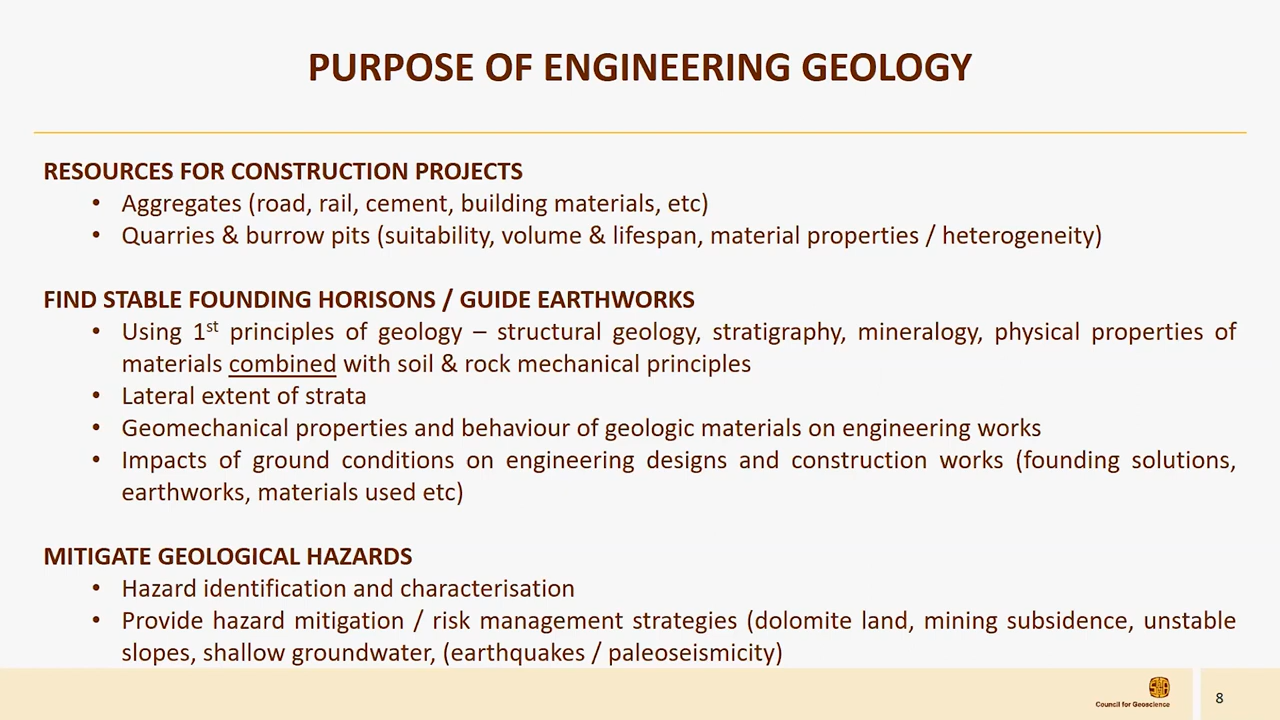 PURPOSE OF ENGINEERING GEOLOGY
RESOURCES FOR CONSTRUCTION PROJECTS
• Aggregates (road, rail, cement, building materials, etc)
• Quarries & burrow pits (suitability, volume & lifespan, material properties / heterogeneity)
FIND STABLE FOUNDING HORISONS / GUIDE EARTHWORKS
• Using 1st principles of geology – structural geology, stratigraphy, mineralogy, physical properties of
materials combined with soil & rock mechanical principles
• Lateral extent of strata
• Geomechanical properties and behaviour of geologic materials on engineering works
• Impacts of ground conditions on engineering designs and construction works (founding solutions,
earthworks, materials used etc)
MITIGATE GEOLOGICAL HAZARDS
• Hazard identification and characterisation
• Provide hazard mitigation / risk management strategies (dolomite land, mining subsidence, unstable
slopes, shallow groundwater, (earthquakes / paleoseismicity)
Council for Geoscience
8